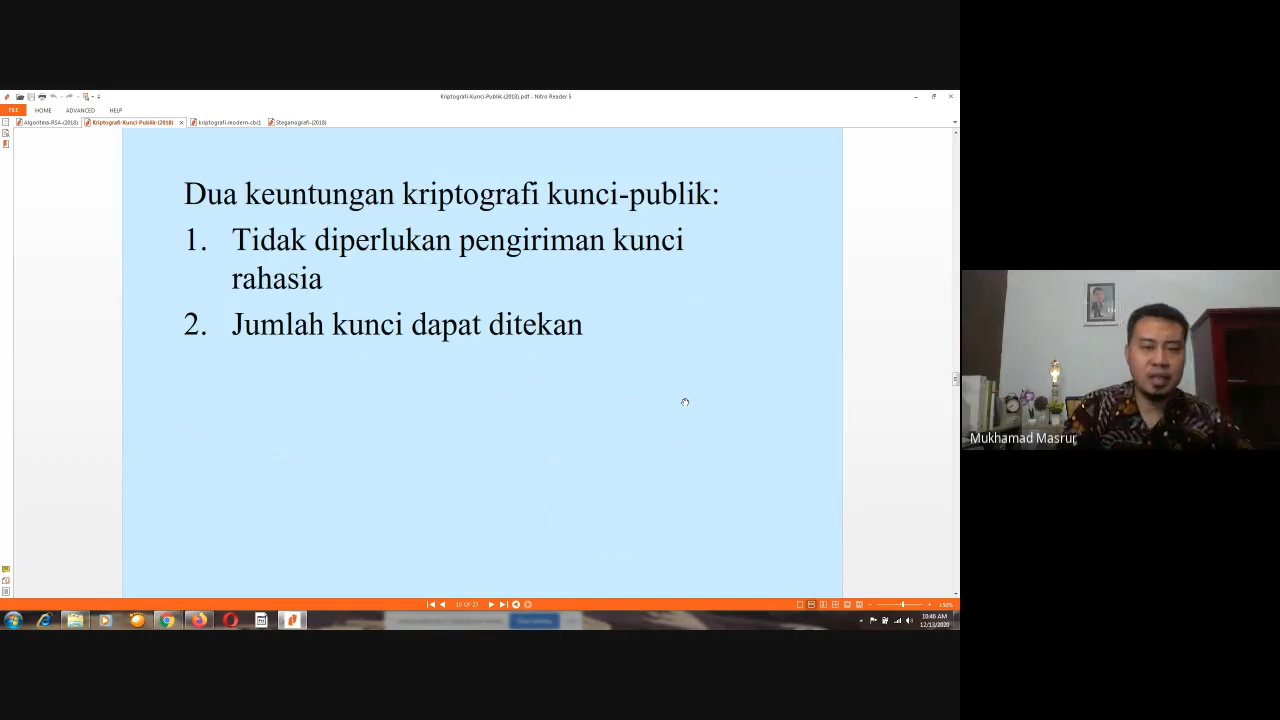 Kriptografi-Kunci-Publik-(2018).pdf - Nitro Reader 5
FILE HOME ADVANCED HELP
Algoritma-RSA-(2018) Kriptografi-Kunci-Publik-(2018) kriptografi-modern-cbc1 Steganografi-(2018)
Dua keuntungan kriptografi kunci-publik:
1. Tidak diperlukan pengiriman kunci
rahasia
2. Jumlah kunci dapat ditekan
Mukhamad Masrur
15 OF 27
130%
10:46 AM
12/13/2020